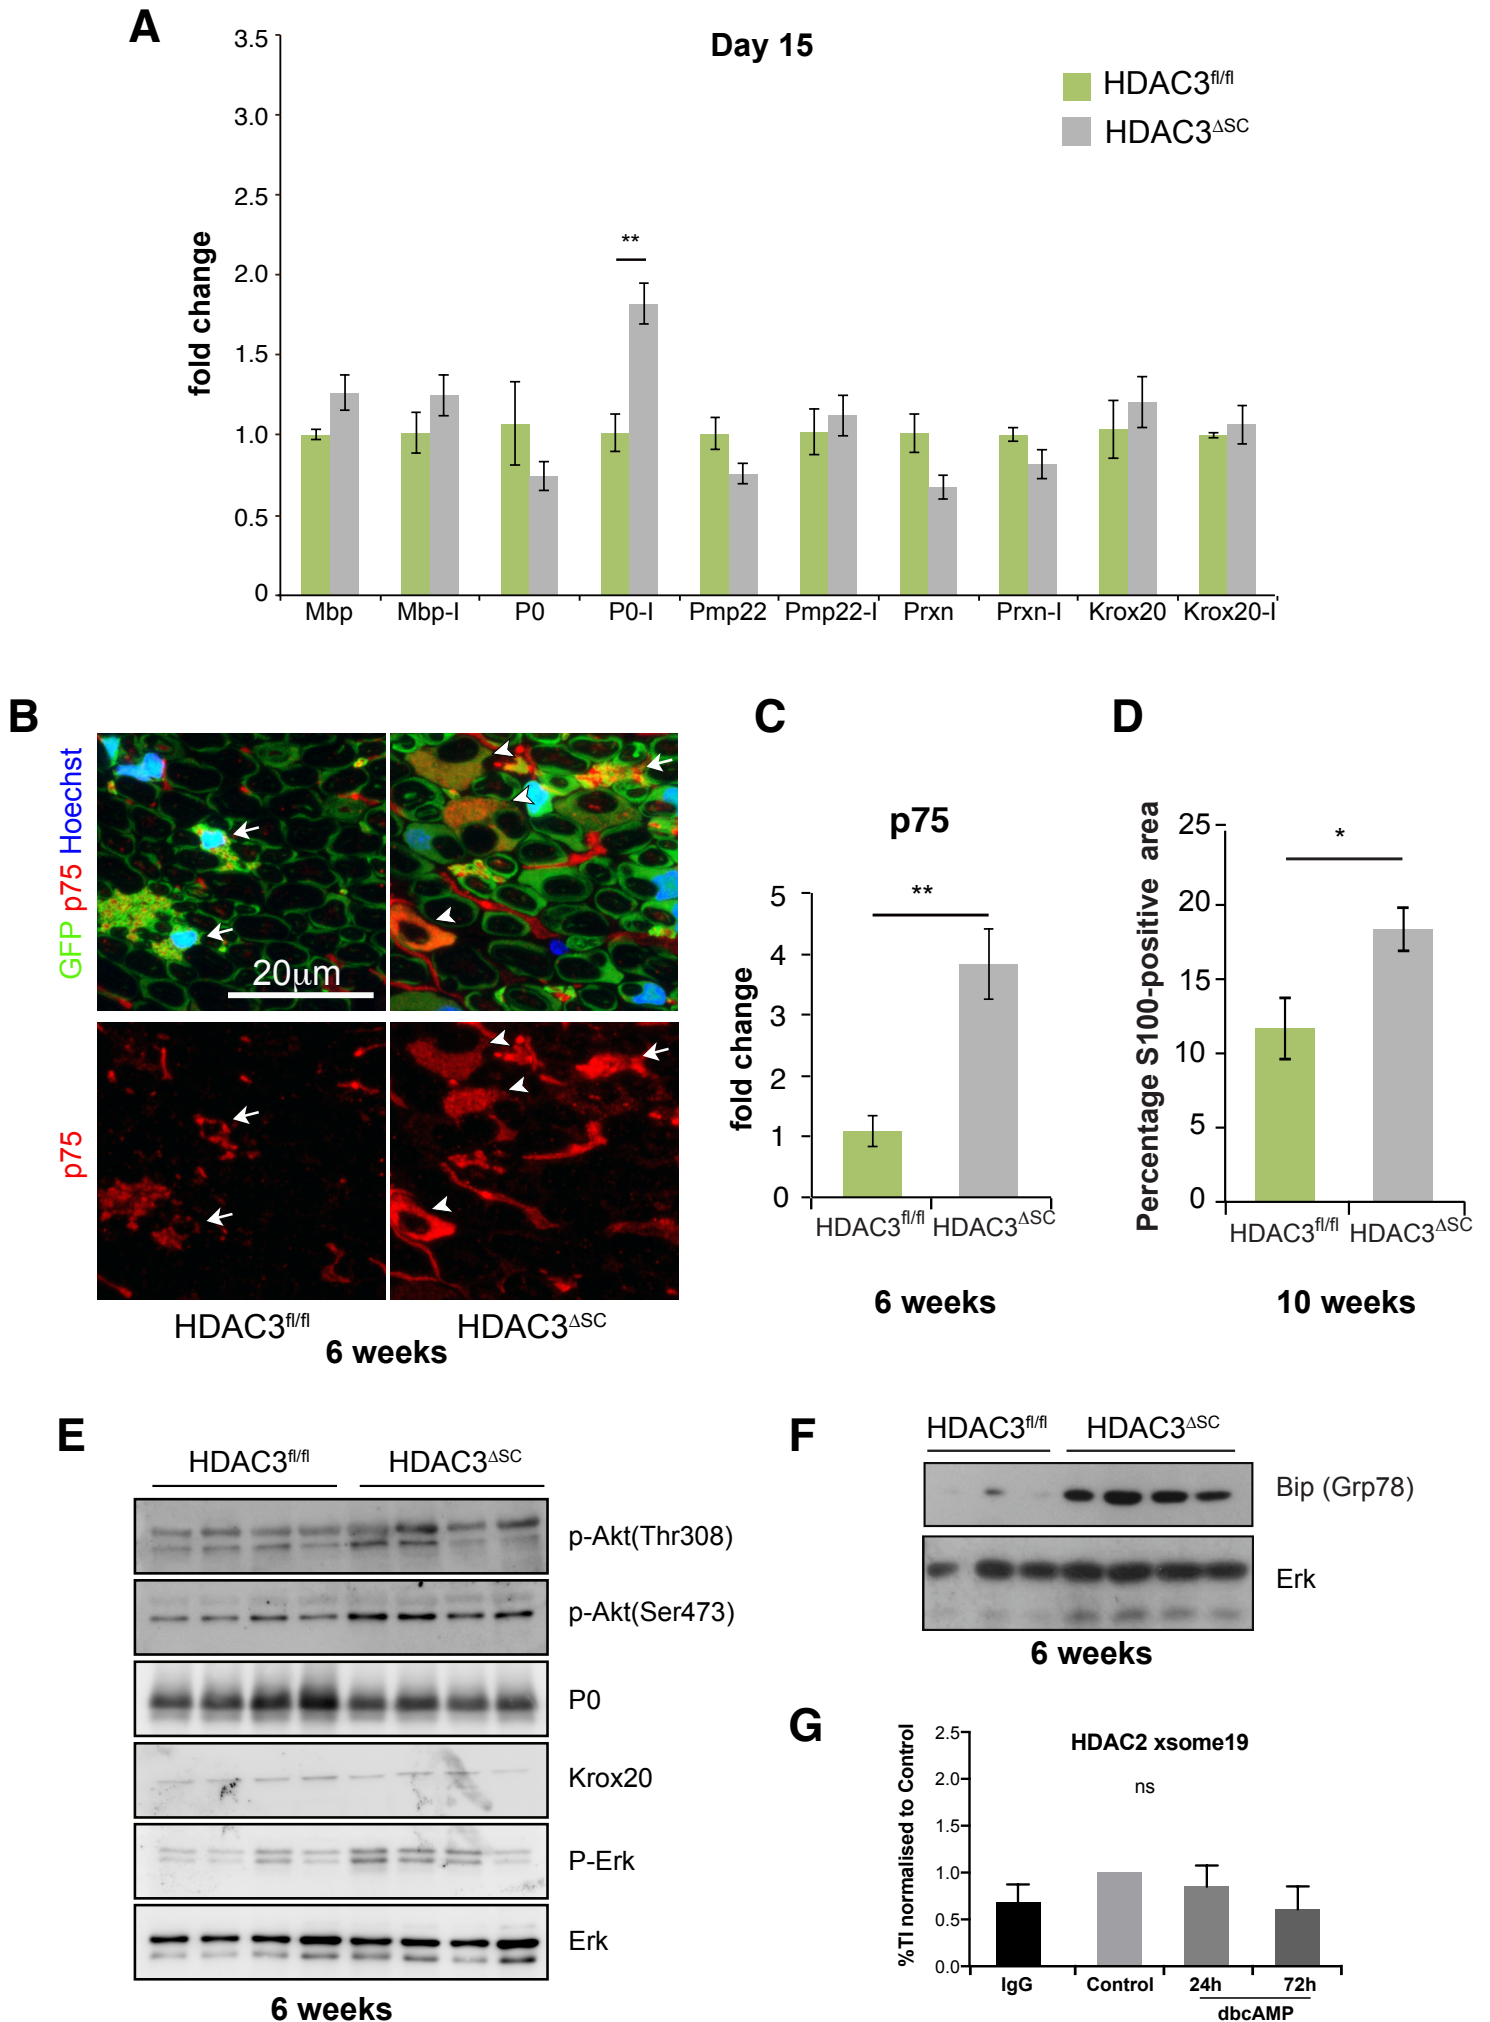 A
Day 15
HDAC3fl/fl
HDAC3ΔSC
fold change
3.5
3.0
2.5
2.0
1.5
1.0
0.5
0
**
Mbp Mbp-I P0 P0-I Pmp22 Pmp22-I Prxn Prxn-I Krox20 Krox20-I
B
GFP p75 Hoechst
20μm
p75
HDAC3fl/fl HDAC3ΔSC
6 weeks
C
p75
fold change
5
4
3
2
1
0
**
HDAC3fl/fl HDAC3ΔSC
6 weeks
D
Percentage S100-positive area
25
20
15
10
5
0
*
HDAC3fl/fl HDAC3ΔSC
10 weeks
E
HDAC3fl/fl HDAC3ΔSC
p-Akt(Thr308)
p-Akt(Ser473)
P0
Krox20
P-Erk
Erk
6 weeks
F
HDAC3fl/fl HDAC3ΔSC
Bip (Grp78)
Erk
6 weeks
G
HDAC2 xsome19
ns
%TI normalised to Control
2.5
2.0
1.5
1.0
0.5
0.0
IgG Control 24h 72h
dbcAMP